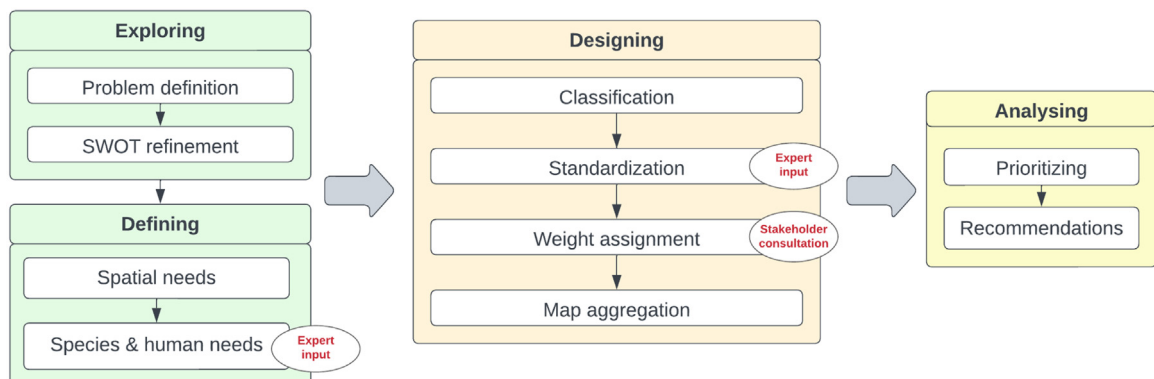 Exploring
Problem definition
SWOT refinement
Defining
Spatial needs
Species & human needs
Expert
input
Designing
Classification
Standardization
Expert
input
Weight assignment
Stakeholder
consultation
Map aggregation
Analysing
Prioritizing
Recommendations